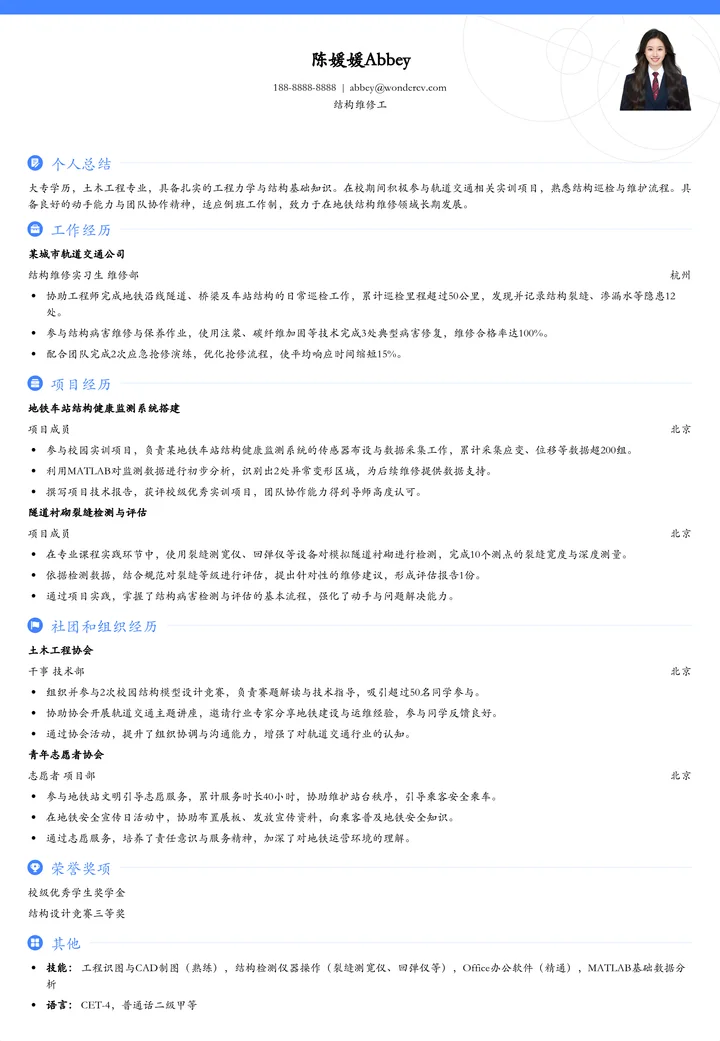 陈媛媛Abbey
188-8888-8888 | abbey@wondercv.com
结构维修工
个人总结
大专学历，土木工程专业，具备扎实的工程力学与结构基础知识。在校期间积极参与轨道交通相关实训项目，熟悉结构巡检与维护流程。具
备良好的动手能力与团队协作精神，适应倒班工作制，致力于在地铁结构维修领域长期发展。
工作经历
某城市轨道交通公司
结构维修实习生 维修部 杭州
• 协助工程师完成地铁沿线隧道、桥梁及车站结构的日常巡检工作，累计巡检里程超过50公里，发现并记录结构裂缝、渗漏水等隐患12
处。
• 参与结构病害维修与保养作业，使用注浆、碳纤维加固等技术完成3处典型病害修复，维修合格率达100%。
• 配合团队完成2次应急抢修演练，优化抢修流程，使平均响应时间缩短15%。
项目经历
地铁车站结构健康监测系统搭建
项目成员 北京
• 参与校园实训项目，负责某地铁车站结构健康监测系统的传感器布设与数据采集工作，累计采集应变、位移等数据超200组。
• 利用MATLAB对监测数据进行初步分析，识别出2处异常变形区域，为后续维修提供数据支持。
• 撰写项目技术报告，获评校级优秀实训项目，团队协作能力得到导师高度认可。
隧道衬砌裂缝检测与评估
项目成员 北京
• 在专业课程实践环节中，使用裂缝测宽仪、回弹仪等设备对模拟隧道衬砌进行检测，完成10个测点的裂缝宽度与深度测量。
• 依据检测数据，结合规范对裂缝等级进行评估，提出针对性的维修建议，形成评估报告1份。
• 通过项目实践，掌握了结构病害检测与评估的基本流程，强化了动手与问题解决能力。
社团和组织经历
土木工程协会
干事 技术部 北京
• 组织并参与2次校园结构模型设计竞赛，负责赛题解读与技术指导，吸引超过50名同学参与。
• 协助协会开展轨道交通主题讲座，邀请行业专家分享地铁建设与运维经验，参与同学反馈良好。
• 通过协会活动，提升了组织协调与沟通能力，增强了对轨道交通行业的认知。
青年志愿者协会
志愿者 项目部 北京
• 参与地铁站文明引导志愿服务，累计服务时长40小时，协助维护站台秩序，引导乘客安全乘车。
• 在地铁安全宣传日活动中，协助布置展板、发放宣传资料，向乘客普及地铁安全知识。
• 通过志愿服务，培养了责任意识与服务精神，加深了对地铁运营环境的理解。
荣誉奖项
校级优秀学生奖学金
结构设计竞赛三等奖
其他
• 技能： 工程识图与CAD制图（熟练），结构检测仪器操作（裂缝测宽仪、回弹仪等），Office办公软件（精通），MATLAB基础数据分
析
• 语言： CET-4，普通话二级甲等